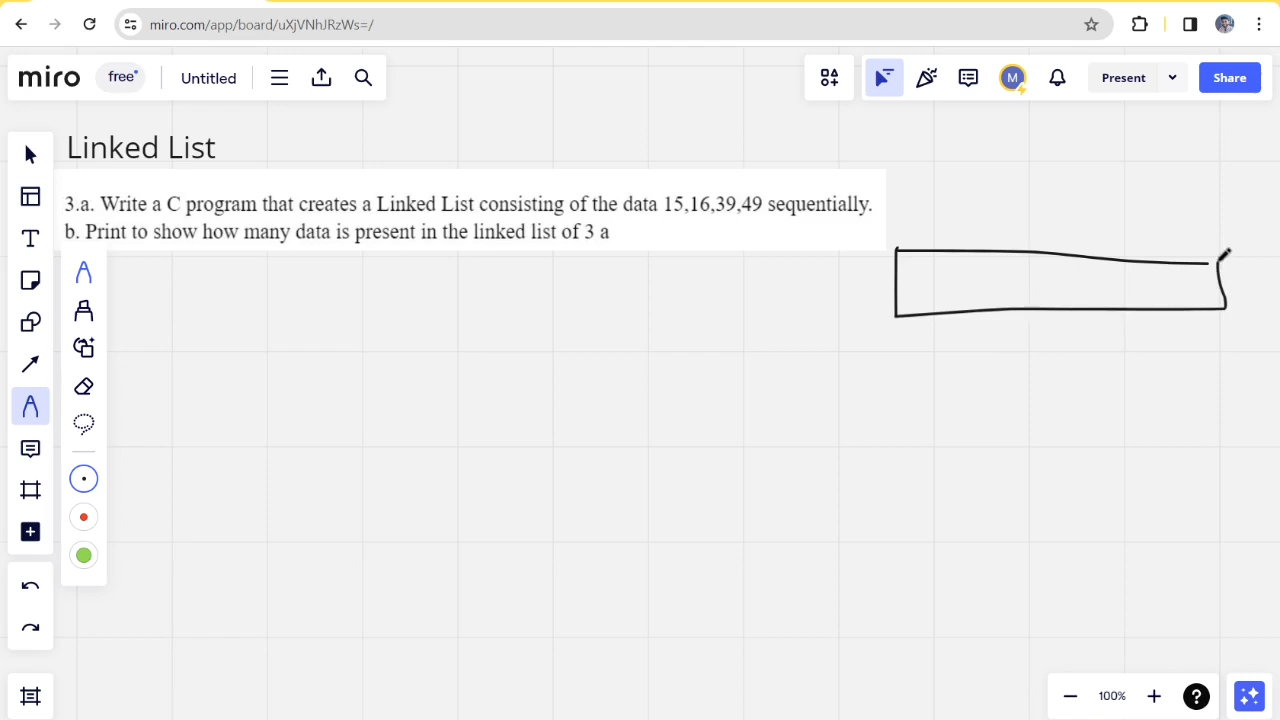 miro.com/app/board/uXjVNhJRzWs=/
miro free Untitled M Present Share
Linked List
3.a. Write a C program that creates a Linked List consisting of the data 15,16,39,49 sequentially.
b. Print to show how many data is present in the linked list of 3 a
100% ?